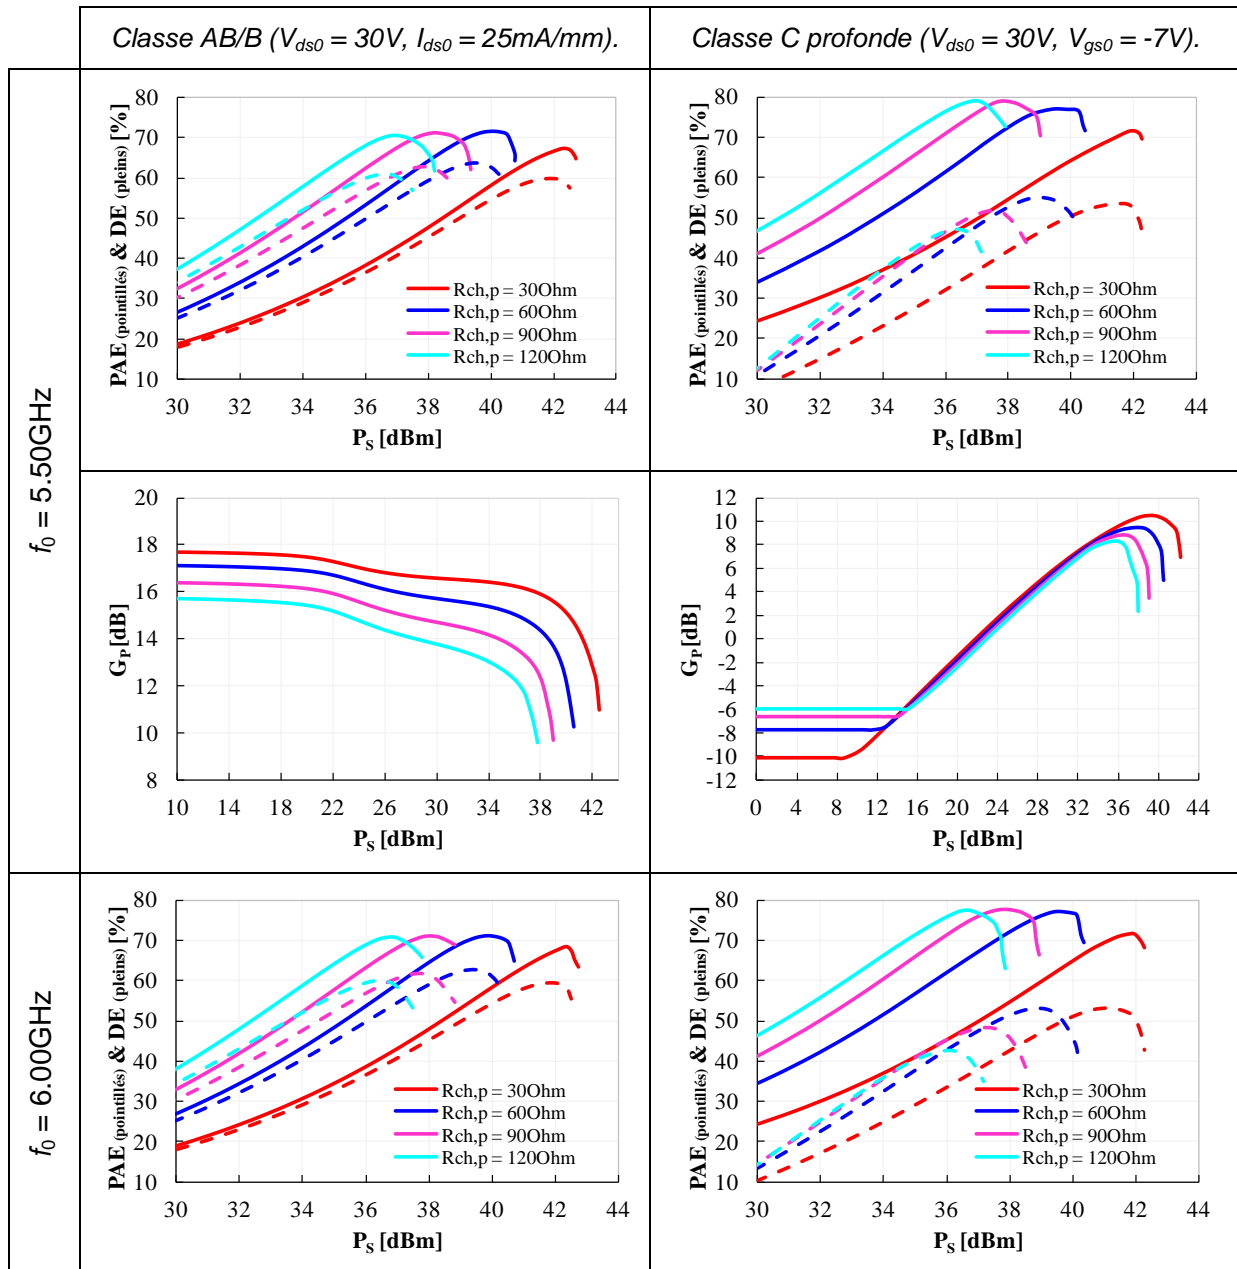 Classe AB/B (Vds0 = 30V, Ids0 = 25mA/mm).
Classe C profonde (Vds0 = 30V, Vgs0 = -7V).
f0 = 5.50GHz
PAE (pointillés) & DE (pleins) [%]
80
70
60
50
40
30
20
10
Rch,p = 30Ohm
Rch,p = 60Ohm
Rch,p = 90Ohm
Rch,p = 120Ohm
30 32 34 36 38 40 42 44
PS [dBm]
PAE (pointillés) & DE (pleins) [%]
80
70
60
50
40
30
20
10
Rch,p = 30Ohm
Rch,p = 60Ohm
Rch,p = 90Ohm
Rch,p = 120Ohm
30 32 34 36 38 40 42 44
PS [dBm]
GP [dB]
20
18
16
14
12
10
8
10 14 18 22 26 30 34 38 42
PS [dBm]
GP [dB]
12
10
8
6
4
2
0
-2
-4
-6
-8
-10
-12
0 4 8 12 16 20 24 28 32 36 40 44
PS [dBm]
f0 = 6.00GHz
PAE (pointillés) & DE (pleins) [%]
80
70
60
50
40
30
20
10
Rch,p = 30Ohm
Rch,p = 60Ohm
Rch,p = 90Ohm
Rch,p = 120Ohm
30 32 34 36 38 40 42 44
PS [dBm]
PAE (pointillés) & DE (pleins) [%]
80
70
60
50
40
30
20
10
Rch,p = 30Ohm
Rch,p = 60Ohm
Rch,p = 90Ohm
Rch,p = 120Ohm
30 32 34 36 38 40 42 44
PS [dBm]